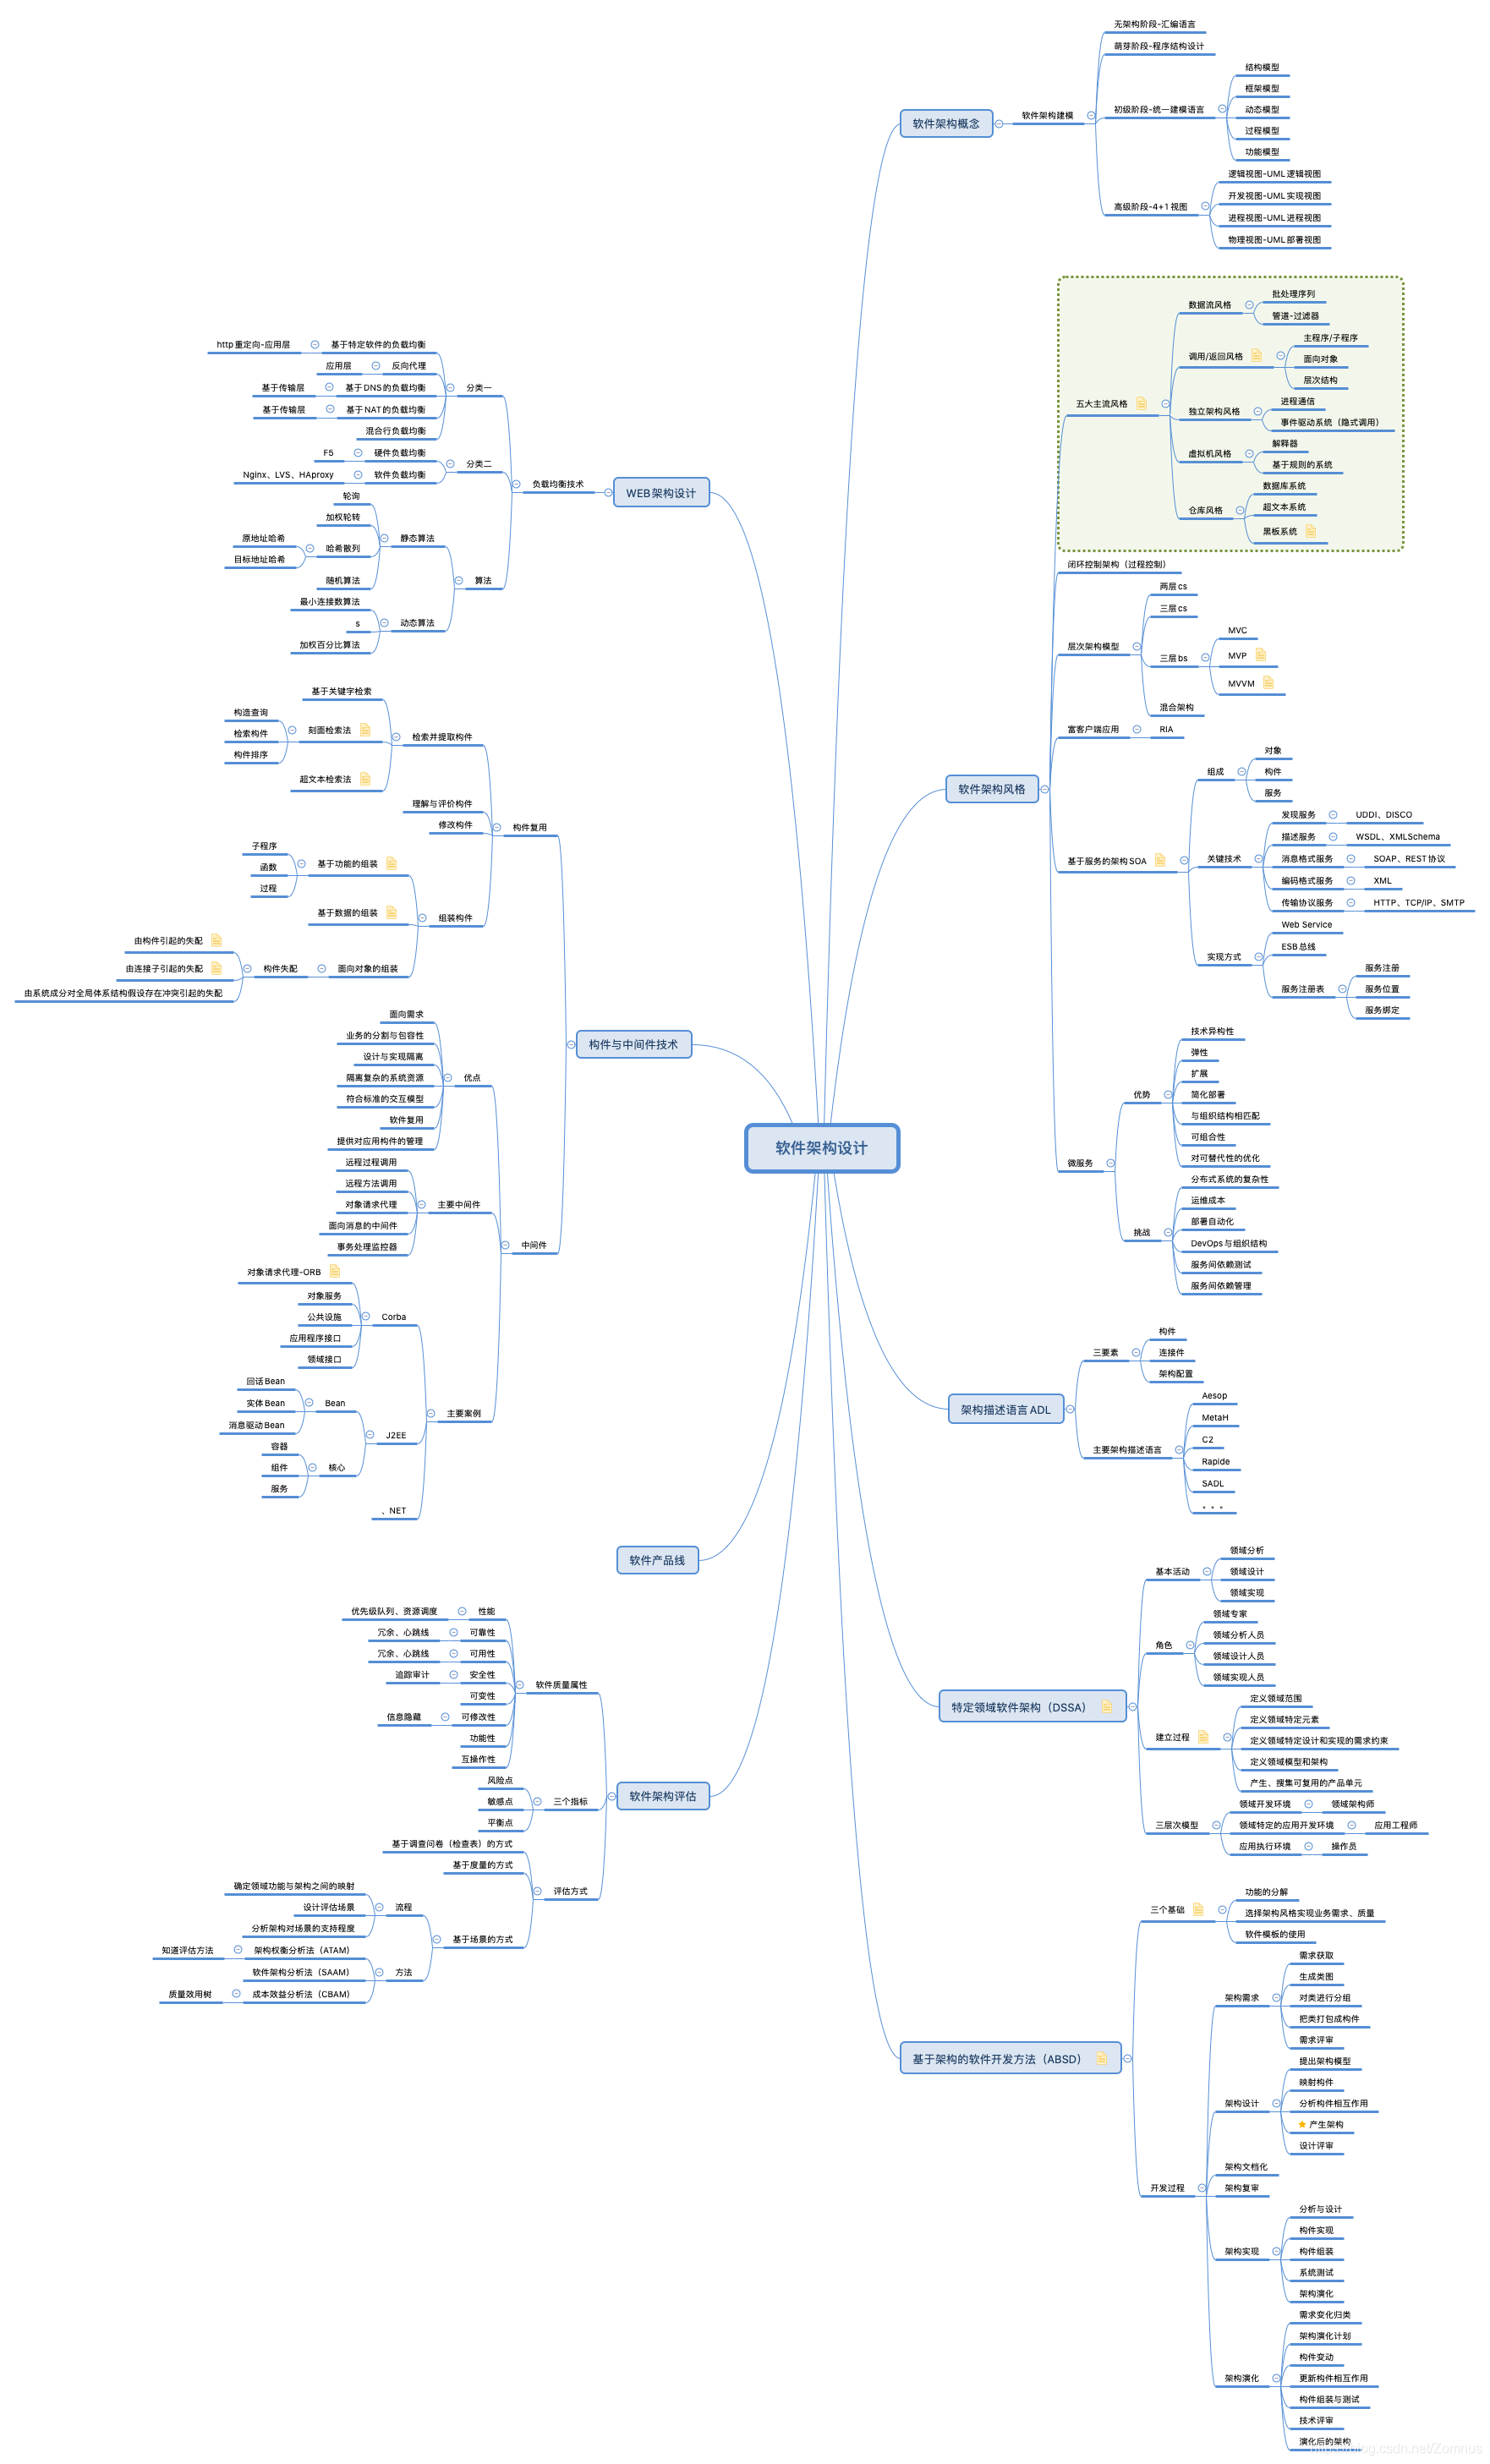 软件架构设计
软件架构概念
软件架构建模
无架构阶段-汇编语言
萌芽阶段-程序结构设计
初级阶段-统一建模语言
结构模型
框架模型
动态模型
过程模型
功能模型
高级阶段-4+1 视图
逻辑视图-UML 逻辑视图
开发视图-UML 实现视图
进程视图-UML 进程视图
物理视图-UML 部署视图
软件架构风格
五大主流风格
数据流风格
批处理序列
管道-过滤器
调用/返回风格
主程序/子程序
面向对象
层次结构
独立架构风格
进程通信
事件驱动系统（隐式调用）
虚拟机风格
解释器
基于规则的系统
仓库风格
数据库系统
超文本系统
黑板系统
闭环控制架构（过程控制）
层次架构模型
两层 cs
三层 cs
三层 bs
MVC
MVP
MVVM
混合架构
富客户端应用
RIA
基于服务的架构 SOA
组成
对象
构件
服务
关键技术
发现服务
UDDI、DISCO
描述服务
WSDL、XMLSchema
消息格式服务
SOAP、REST 协议
编码格式服务
XML
传输协议服务
HTTP、TCP/IP、SMTP
实现方式
Web Service
ESB 总线
服务注册表
服务注册
服务位置
服务绑定
微服务
优势
技术异构性
弹性
扩展
简化部署
与组织结构相匹配
可组合性
对可替代性的优化
挑战
分布式系统的复杂性
运维成本
部署自动化
DevOps 与组织结构
服务间依赖测试
服务间依赖管理
架构描述语言 ADL
三要素
构件
连接件
架构配置
主要架构描述语言
Aesop
MetaH
C2
Rapide
SADL
。。。
特定领域软件架构（DSSA）
基本活动
领域分析
领域设计
领域实现
角色
领域专家
领域分析人员
领域设计人员
领域实现人员
建立过程
定义领域范围
定义领域特定元素
定义领域特定设计和实现的需求约束
定义领域模型和架构
产生、搜集可复用的产品单元
三层次模型
领域开发环境
领域架构师
领域特定的应用开发环境
应用工程师
应用执行环境
操作员
基于架构的软件开发方法（ABSD）
三个基础
功能的分解
选择架构风格实现业务需求、质量
软件模板的使用
开发过程
架构需求
需求获取
生成类图
对类进行分组
把类打包成构件
需求评审
架构设计
提出架构模型
映射构件
分析构件相互作用
产生架构
设计评审
架构文档化
架构复审
架构实现
分析与设计
构件实现
构件组装
系统测试
架构演化
架构演化
需求变化归类
架构演化计划
构件变动
更新构件相互作用
构件组装与测试
技术评审
演化后的架构
WEB 架构设计
负载均衡技术
分类一
基于特定软件的负载均衡
http 重定向-应用层
反向代理
应用层
基于 DNS 的负载均衡
基于传输层
基于 NAT 的负载均衡
基于传输层
混合行负载均衡
分类二
硬件负载均衡
F5
软件负载均衡
Nginx、LVS、HAproxy
算法
静态算法
轮询
加权轮转
哈希散列
原地址哈希
目标地址哈希
随机算法
动态算法
最小连接数算法
s
加权百分比算法
构件与中间件技术
构件复用
检索并提取构件
基于关键字检索
刻面检索法
构造查询
检索构件
构件排序
超文本检索法
理解与评价构件
修改构件
组装构件
基于功能的组装
子程序
函数
过程
基于数据的组装
面向对象的组装
构件失配
由构件引起的失配
由连接子引起的失配
由系统成分对全局体系结构假设存在冲突引起的失配
中间件
优点
面向需求
业务的分割与包容性
设计与实现隔离
隔离复杂的系统资源
符合标准的交互模型
软件复用
提供对应用构件的管理
主要中间件
远程过程调用
远程方法调用
对象请求代理
面向消息的中间件
事务处理监控器
主要案例
Corba
对象请求代理-ORB
对象服务
公共设施
应用程序接口
领域接口
J2EE
Bean
回话 Bean
实体 Bean
消息驱动 Bean
核心
容器
组件
服务
、NET
软件产品线
软件架构评估
软件质量属性
性能
优先级队列、资源调度
可靠性
冗余、心跳线
可用性
冗余、心跳线
安全性
追踪审计
可变性
可修改性
信息隐藏
功能性
互操作性
三个指标
风险点
敏感点
平衡点
评估方式
基于调查问卷（检查表）的方式
基于度量的方式
基于场景的方式
流程
确定领域功能与架构之间的映射
设计评估场景
分析架构对场景的支持程度
方法
架构权衡分析法（ATAM）
知道评估方法
软件架构分析法（SAAM）
成本效益分析法（CBAM）
质量效用树
blog.csdn.net/Zomnus